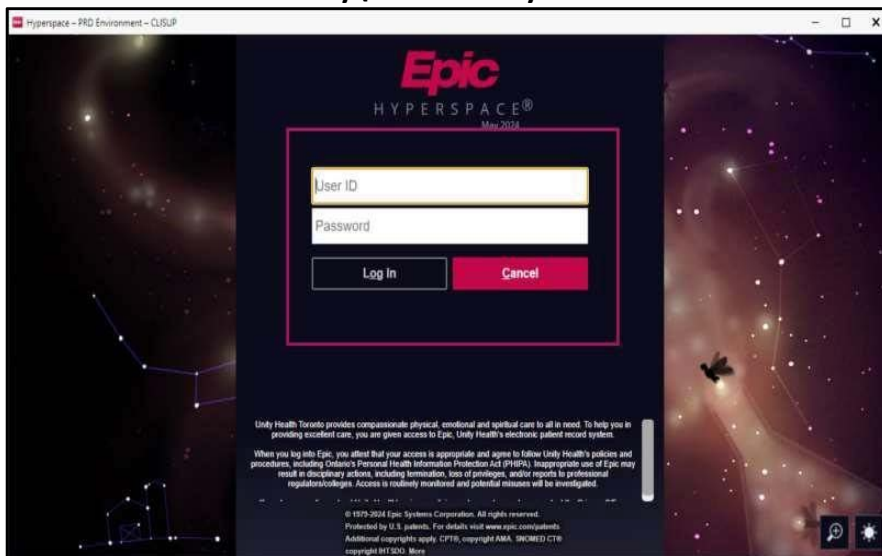 Hyperspace – PRD Environment – CLISUP
Epic
HYPERSPACE®
May 2024
User ID
Password
Log In
Cancel
Unity Health Toronto provides compassionate physical, emotional and spiritual care to all in need. To help you in
providing excellent care, you are given access to Epic, Unity Health's electronic patient record system.
When you log into Epic, you attest that your access is appropriate and agree to follow Unity Health's policies and
procedures, including Ontario's Personal Health Information Protection Act (PHIPA). Inappropriate use of Epic may
result in disciplinary actions, including termination, loss of privileges, and/or reports to professional
regulators/colleges. Access is routinely monitored and potential misuses will be investigated.
© 1979-2024 Epic Systems Corporation. All rights reserved.
Protected by U.S. patents. For details visit www.epic.com/patents
Additional copyrights apply. CPT®, copyright AMA. SNOMED CT®
copyright IHTSDO. More